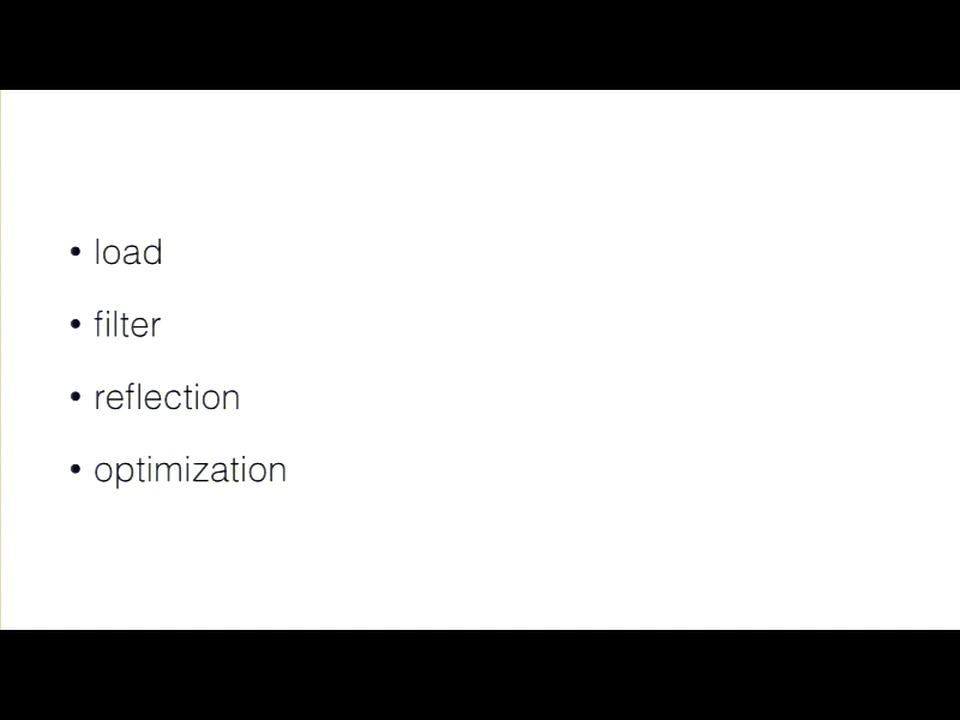 • load
• filter
• reflection
• optimization